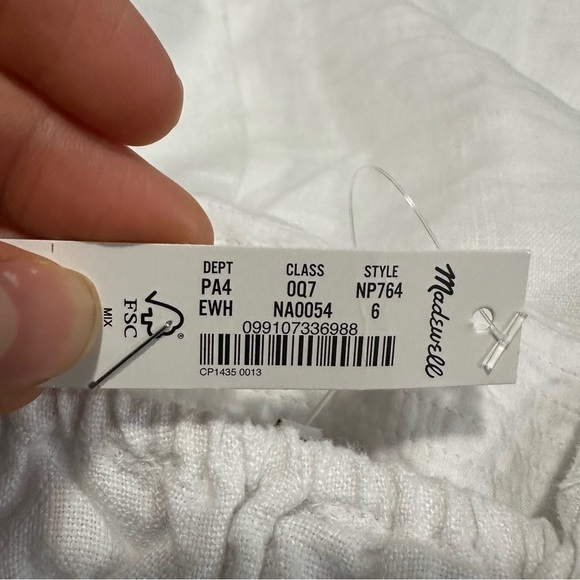 DEPT CLASS STYLE
PA4 0Q7 NP764
EWH NA0054 6
099107336988
CP1435 0013
Madewell
FSC
MIX
®